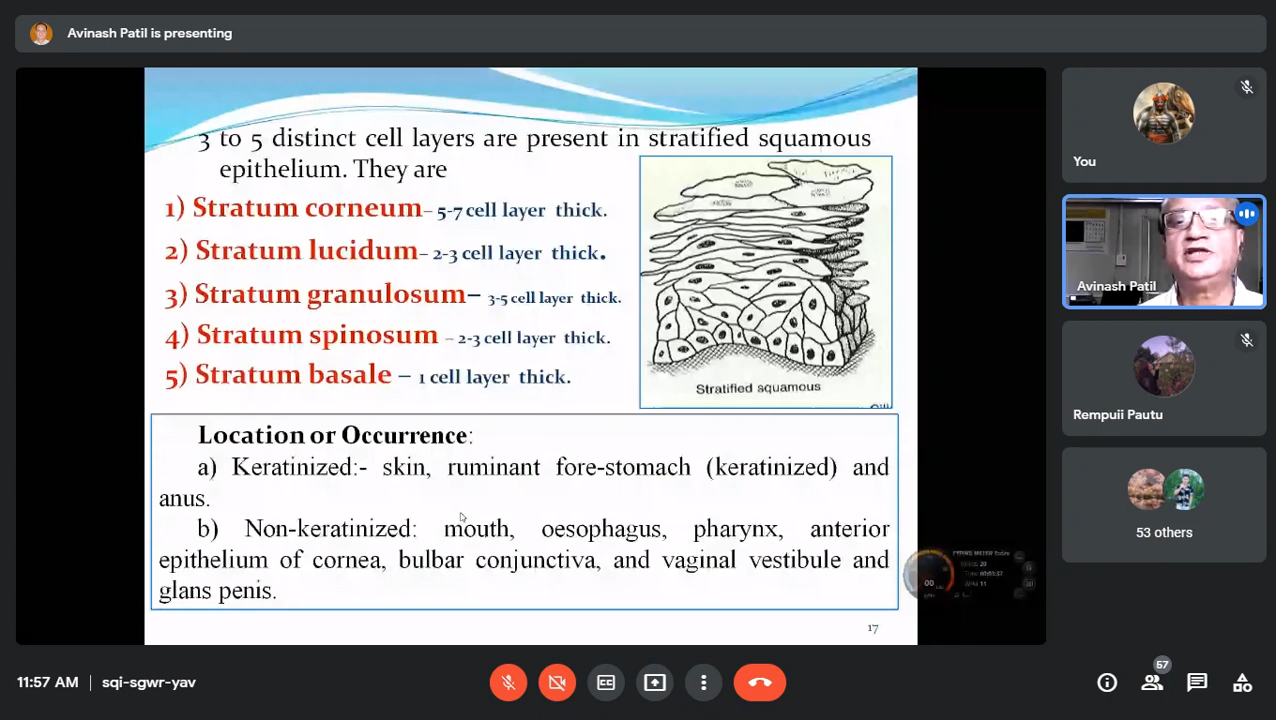 Avinash Patil is presenting
3 to 5 distinct cell layers are present in stratified squamous
epithelium. They are
1) Stratum corneum– 5-7 cell layer thick.
2) Stratum lucidum– 2-3 cell layer thick.
3) Stratum granulosum– 3-5 cell layer thick.
4) Stratum spinosum – 2-3 cell layer thick.
5) Stratum basale – 1 cell layer thick.
Stratified squamous
Location or Occurrence:
a) Keratinized:- skin, ruminant fore-stomach (keratinized) and
anus.
b) Non-keratinized: mouth, oesophagus, pharynx, anterior
epithelium of cornea, bulbar conjunctiva, and vaginal vestibule and
glans penis.
17
You
Avinash Patil
Rempuii Pautu
53 others
11:57 AM | sqi-sgwr-yav
CC
57